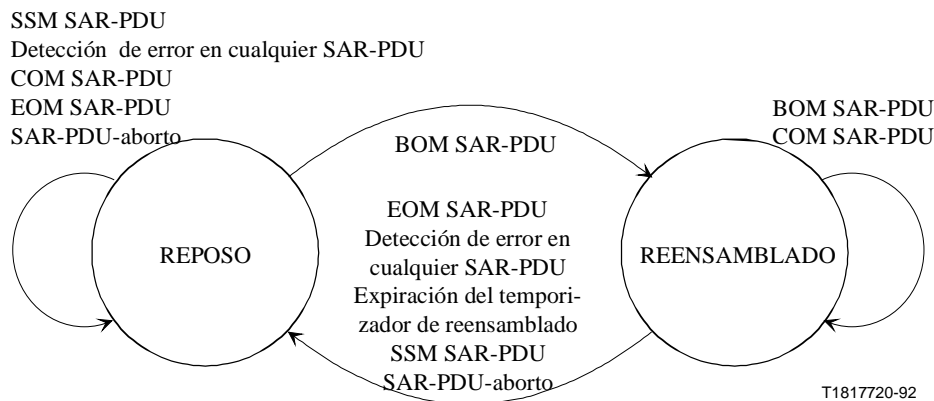 SSM SAR-PDU
Detección de error en cualquier SAR-PDU
COM SAR-PDU
EOM SAR-PDU
SAR-PDU-aborto
BOM SAR-PDU
BOM SAR-PDU
COM SAR-PDU
REPOSO
EOM SAR-PDU
Detección de error en
cualquier SAR-PDU
Expiración del tempori-
zador de reensamblado
SSM SAR-PDU
SAR-PDU-aborto
REENSAMBLADO
T1817720-92